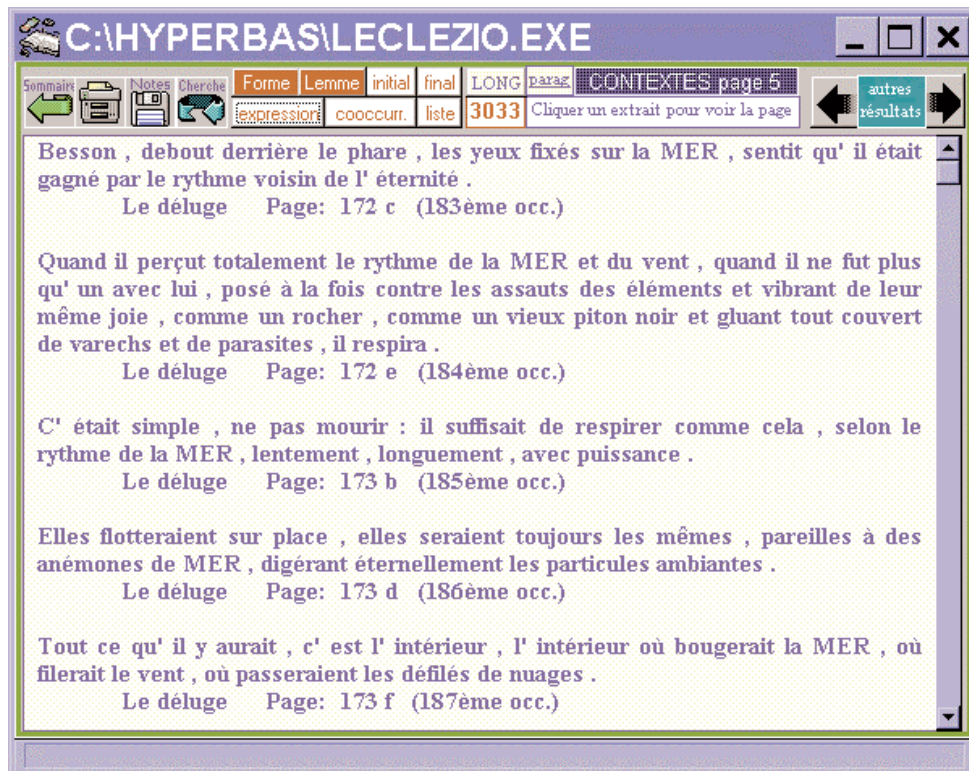 C:\HYPERBAS\LECLEZIO.EXE
Sommaire Notes Cherche Forme Lemme initial final LONG parag CONTEXTES page 5
expression cooccurr. liste 3033 Cliquer un extrait pour voir la page
autres
résultats
Besson , debout derrière le phare , les yeux fixés sur la MER , sentit qu' il était
gagné par le rythme voisin de l' éternité .
Le déluge Page: 172 c (183ème occ.)
Quand il perçut totalement le rythme de la MER et du vent , quand il ne fut plus
qu' un avec lui , posé à la fois contre les assauts des éléments et vibrant de leur
même joie , comme un rocher , comme un vieux piton noir et gluant tout couvert
de varechs et de parasites , il respira .
Le déluge Page: 172 e (184ème occ.)
C' était simple , ne pas mourir : il suffisait de respirer comme cela , selon le
rythme de la MER , lentement , longuement , avec puissance .
Le déluge Page: 173 b (185ème occ.)
Elles flotteraient sur place , elles seraient toujours les mêmes , pareilles à des
anémones de MER , digérant éternellement les particules ambiantes .
Le déluge Page: 173 d (186ème occ.)
Tout ce qu' il y aurait , c' est l' intérieur , l' intérieur où bougerait la MER , où
filerait le vent , où passeraient les défilés de nuages .
Le déluge Page: 173 f (187ème occ.)